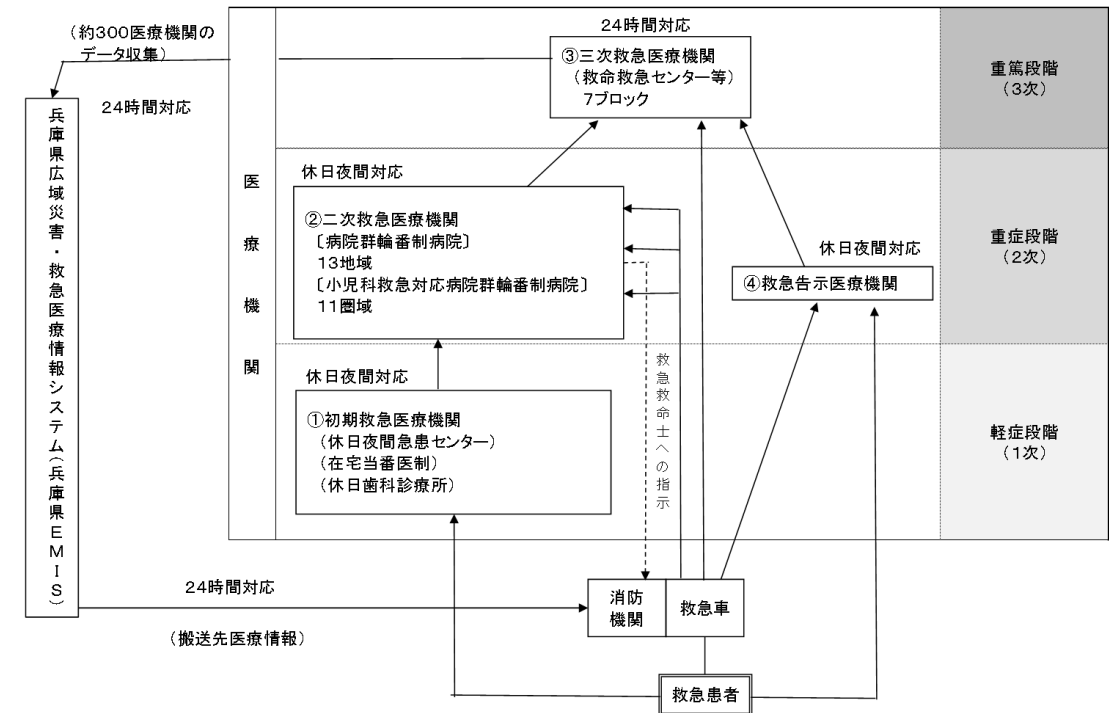 (約300医療機関の
データ収集)
24時間対応
兵庫県広域災害・救急医療情報システム(兵庫県EMIS)
医療機関
24時間対応
③三次救急医療機関
(救命救急センター等)
7ブロック
重篤段階
(3次)
休日夜間対応
②二次救急医療機関
〔病院群輪番制病院〕
13地域
〔小児科救急対応病院群輪番制病院〕
11圏域
休日夜間対応
④救急告示医療機関
重症段階
(2次)
休日夜間対応
①初期救急医療機関
(休日夜間急患センター)
(在宅当番医制)
(休日歯科診療所)
救急救命士への指示
軽症段階
(1次)
24時間対応
(搬送先医療情報)
消防
機関
救急車
救急患者